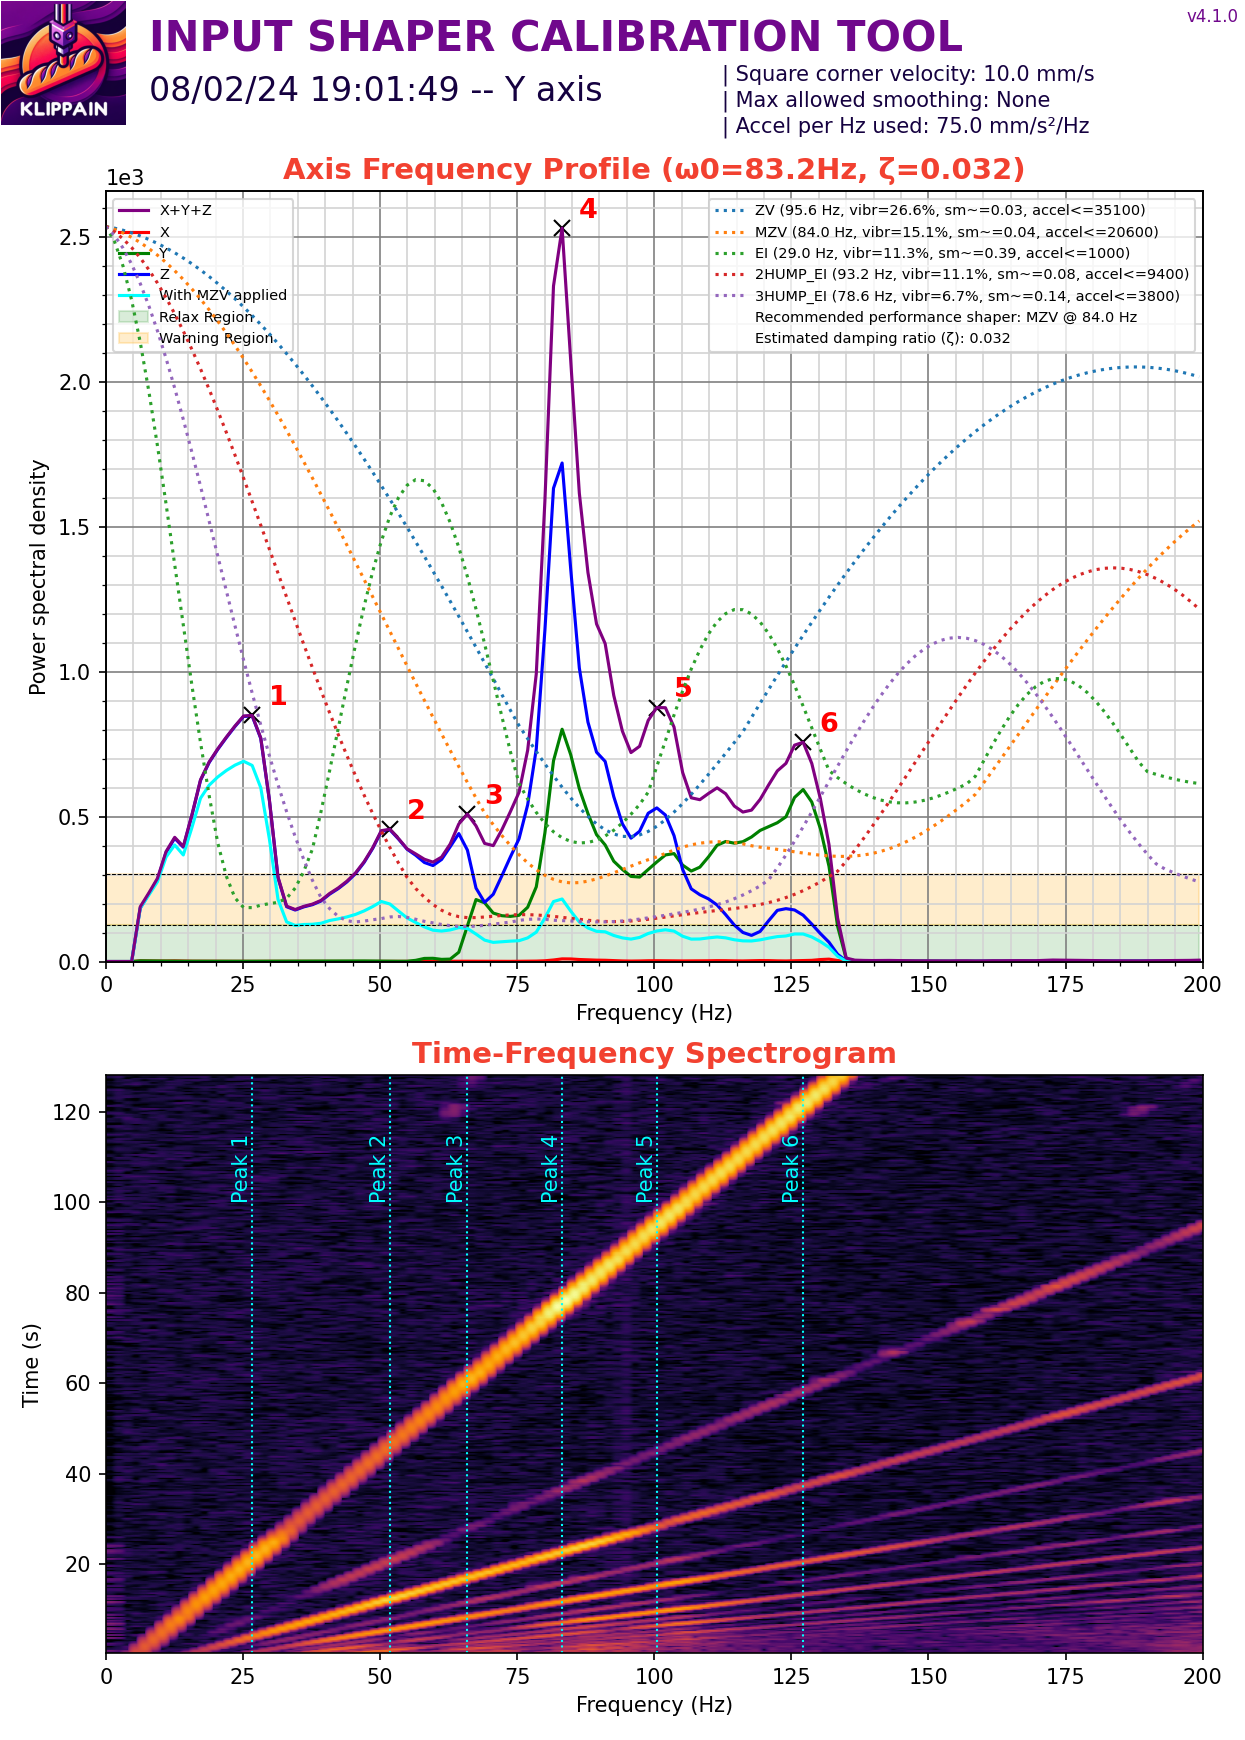 v4.1.0
INPUT SHAPER CALIBRATION TOOL
KLIPPAIN
08/02/24 19:01:49 -- Y axis
| Square corner velocity: 10.0 mm/s
| Max allowed smoothing: None
| Accel per Hz used: 75.0 mm/s²/Hz
Axis Frequency Profile (ω0=83.2Hz, ζ=0.032)
1e3
X+Y+Z
X
Y
Z
With MZV applied
Relax Region
Warning Region
ZV (95.6 Hz, vibr=26.6%, sm~=0.03, accel<=35100)
MZV (84.0 Hz, vibr=15.1%, sm~=0.04, accel<=20600)
EI (29.0 Hz, vibr=11.3%, sm~=0.39, accel<=1000)
2HUMP_EI (93.2 Hz, vibr=11.1%, sm~=0.08, accel<=9400)
3HUMP_EI (78.6 Hz, vibr=6.7%, sm~=0.14, accel<=3800)
Recommended performance shaper: MZV @ 84.0 Hz
Estimated damping ratio (ζ): 0.032
1
2
3
4
5
6
Power spectral density
2.5
2.0
1.5
1.0
0.5
0.0
0 25 50 75 100 125 150 175 200
Frequency (Hz)
Time-Frequency Spectrogram
Peak 1
Peak 2
Peak 3
Peak 4
Peak 5
Peak 6
Time (s)
120
100
80
60
40
20
0 25 50 75 100 125 150 175 200
Frequency (Hz)